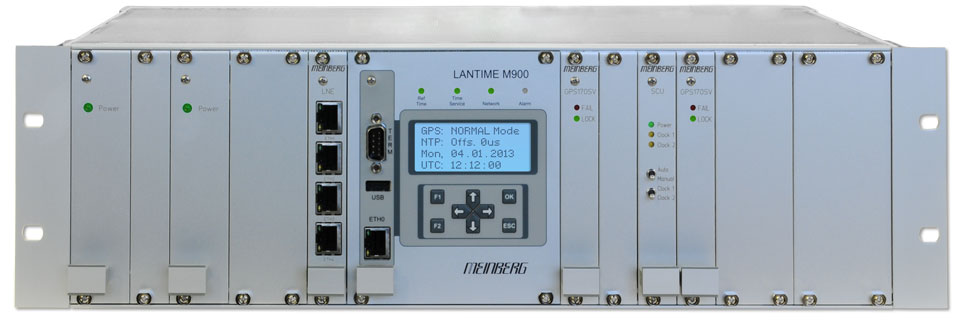 Power
Power
MEINBERG
LNE
TERM
USB
ETH0
LANTIME M900
Ref.
Time
Time
Service
Network
Alarm
GPS: NORMAL Mode
NTP: Offs. 0us
Mon, 04.01.2013
UTC: 12:12:00
F1
OK
F2
ESC
MEINBERG
MEINBERG
GPS170SV
FAIL
LOCK
MEINBERG
SCU
Power
Clock 1
Clock 2
Auto
Manual
Clock 1
Clock 2
MEINBERG
GPS170SV
FAIL
LOCK